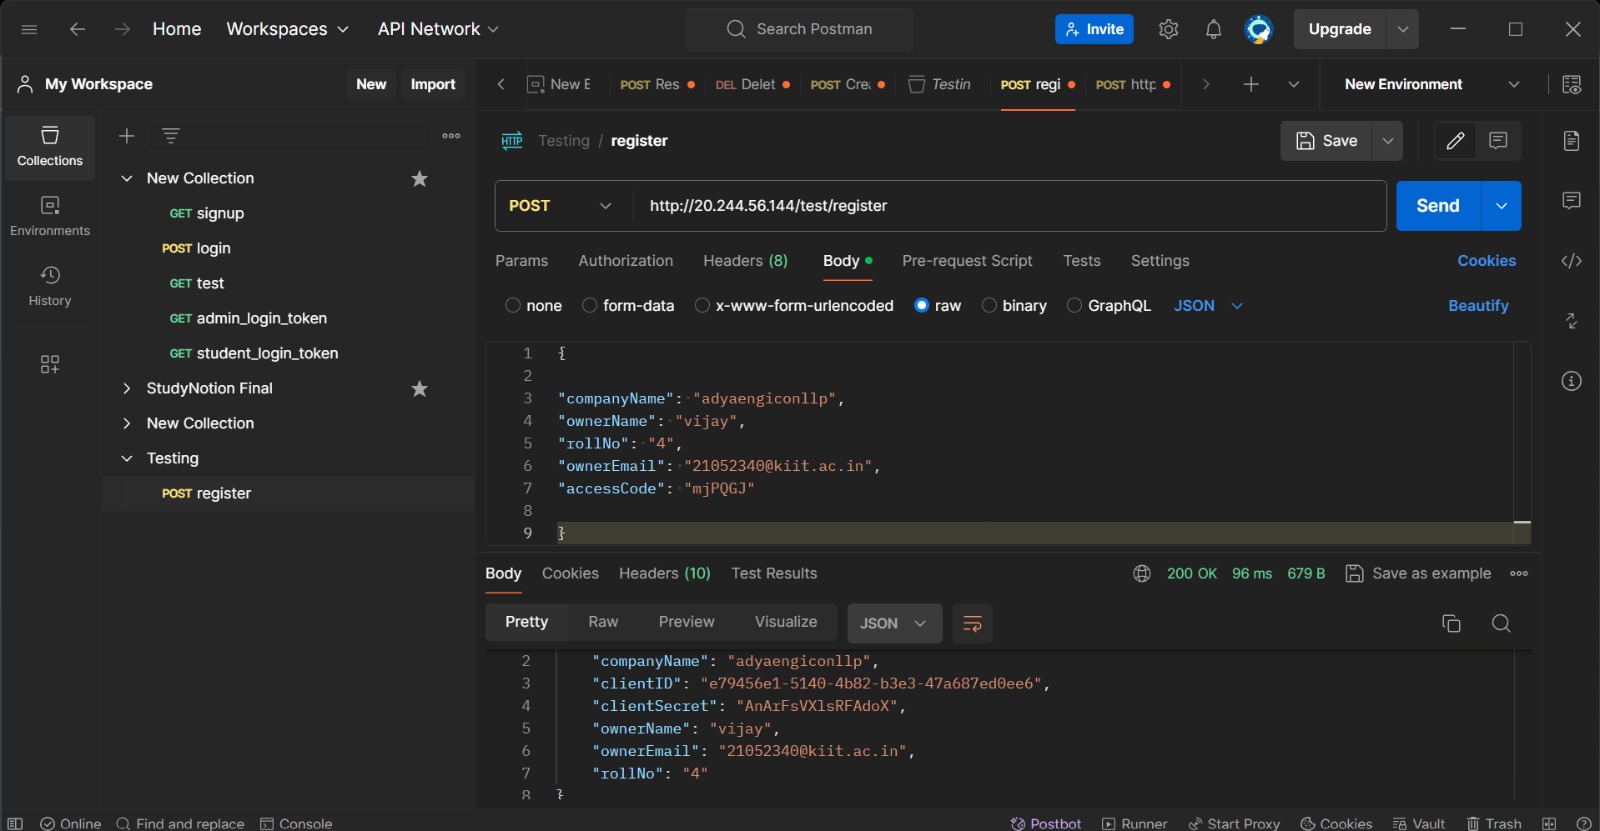 Home Workspaces API Network Search Postman Invite Upgrade
My Workspace New Import New E POST Res DEL Delet POST Cre Testin POST regi POST http New Environment
Collections
Environments
History
New Collection
GET signup
POST login
GET test
GET admin_login_token
GET student_login_token
StudyNotion Final
New Collection
Testing
POST register
HTTP Testing / register Save
POST http://20.244.56.144/test/register Send
Params Authorization Headers (8) Body Pre-request Script Tests Settings Cookies
none form-data x-www-form-urlencoded raw binary GraphQL JSON Beautify
1 {
2
3 "companyName": "adyaengiconllp",
4 "ownerName": "vijay",
5 "rollNo": "4",
6 "ownerEmail": "21052340@kiit.ac.in",
7 "accessCode": "mjPQGJ"
8
9 }
Body Cookies Headers (10) Test Results 200 OK 96 ms 679 B Save as example
Pretty Raw Preview Visualize JSON
2 "companyName": "adyaengiconllp",
3 "clientID": "e79456e1-5140-4b82-b3e3-47a687ed0ee6",
4 "clientSecret": "AnArFsVXlsRFAdoX",
5 "ownerName": "vijay",
6 "ownerEmail": "21052340@kiit.ac.in",
7 "rollNo": "4"
8 }
Online Find and replace Console Postbot Runner Start Proxy Cookies Vault Trash